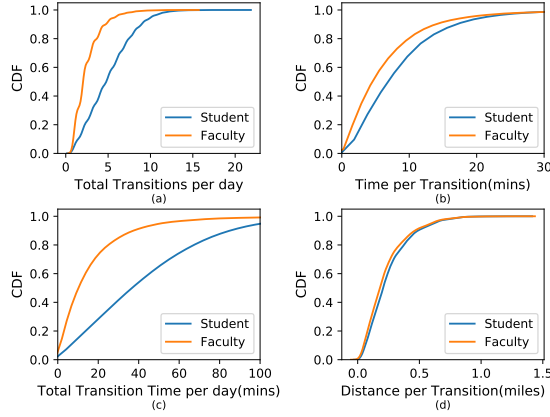 1.0
0.8
0.6
0.4
0.2
0.0
CDF
Student
Faculty
0 5 10 15 20
Total Transitions per day
(a)
1.0
0.8
0.6
0.4
0.2
0.0
CDF
Student
Faculty
0 10 20 30
Time per Transition(mins)
(b)
1.0
0.8
0.6
0.4
0.2
0.0
CDF
Student
Faculty
0 20 40 60 80 100
Total Transition Time per day(mins)
(c)
1.0
0.8
0.6
0.4
0.2
0.0
CDF
Student
Faculty
0.0 0.5 1.0 1.5
Distance per Transition(miles)
(d)